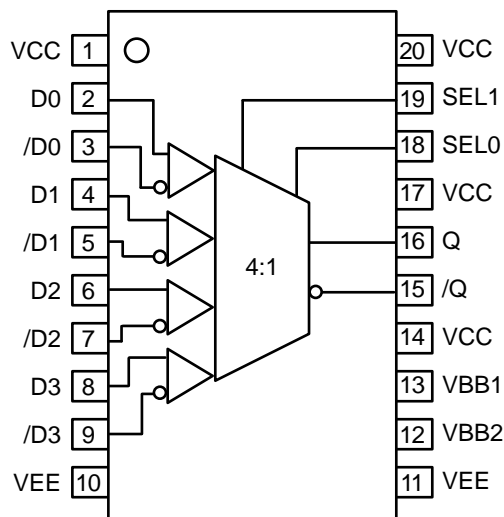 VCC 1 20 VCC
D0 2 19 SEL1
/D0 3 18 SEL0
D1 4 17 VCC
/D1 5 16 Q
4:1
D2 6 15 /Q
/D2 7 14 VCC
D3 8 13 VBB1
/D3 9 12 VBB2
VEE 10 11 VEE